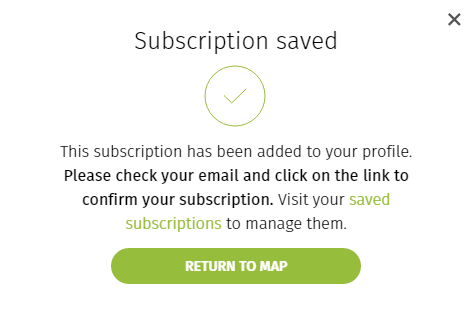 Subscription saved
This subscription has been added to your profile.
Please check your email and click on the link to
confirm your subscription. Visit your saved
subscriptions to manage them.
RETURN TO MAP